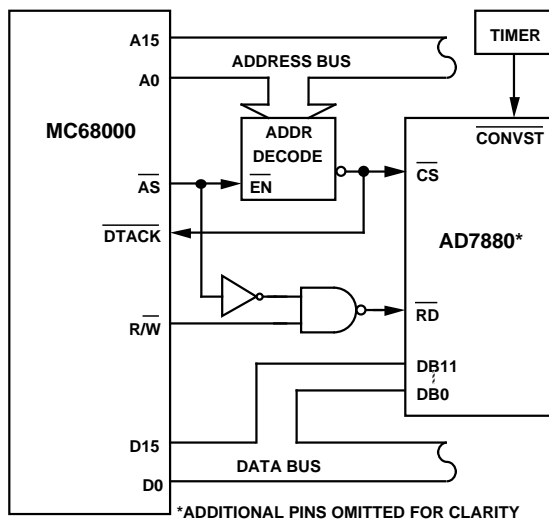 A15
TIMER
ADDRESS BUS
A0
MC68000
ADDR
DECODE
CONVST
AS
EN
CS
DTACK
AD7880*
R/W
RD
DB11
DB0
D15
DATA BUS
D0
*ADDITIONAL PINS OMITTED FOR CLARITY